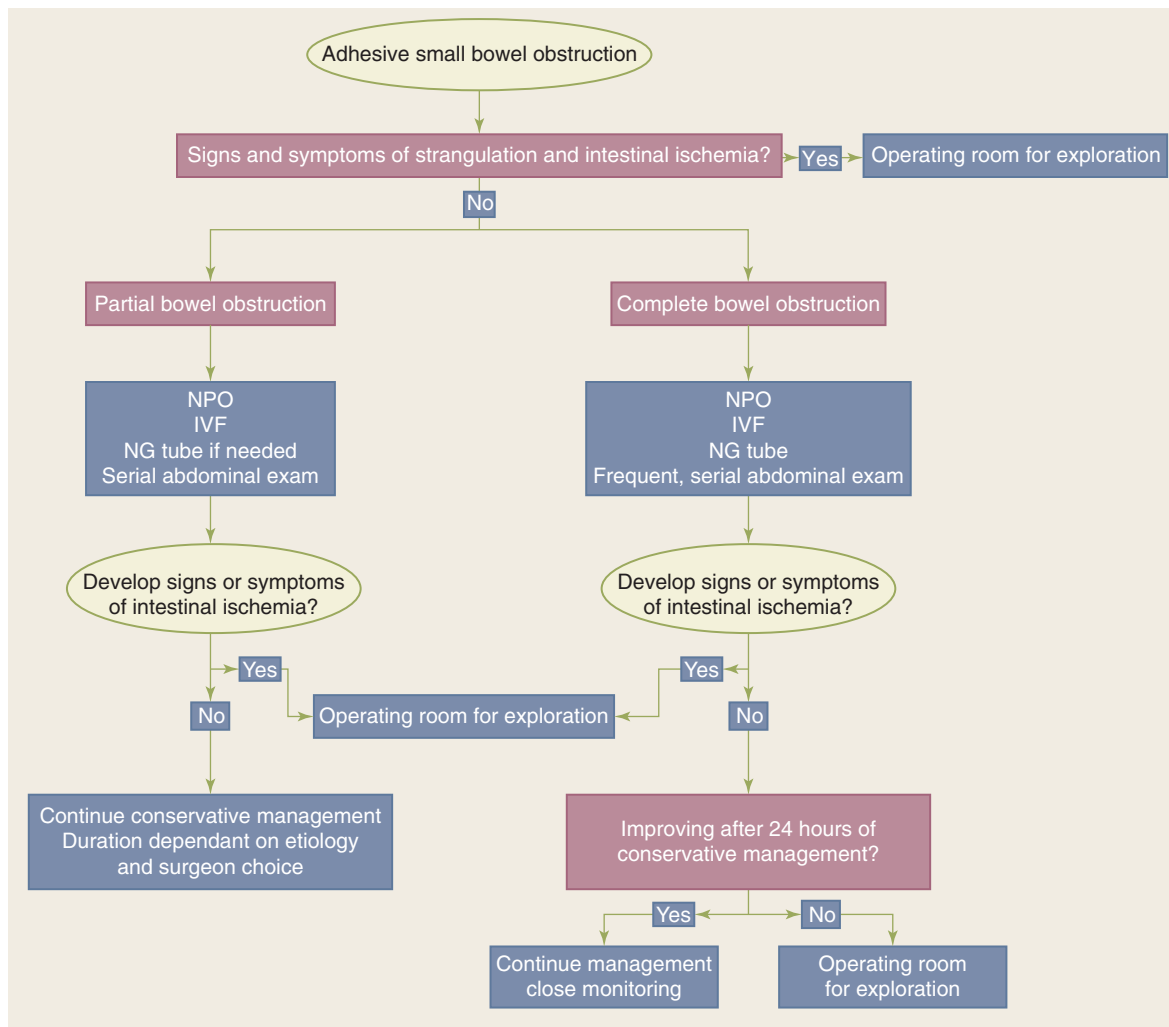 Adhesive small bowel obstruction
Signs and symptoms of strangulation and intestinal ischemia?
Yes
Operating room for exploration
No
Partial bowel obstruction
Complete bowel obstruction
NPO
IVF
NG tube if needed
Serial abdominal exam
NPO
IVF
NG tube
Frequent, serial abdominal exam
Develop signs or symptoms
of intestinal ischemia?
Develop signs or symptoms
of intestinal ischemia?
Yes
Yes
No
Operating room for exploration
No
Continue conservative management
Duration dependant on etiology
and surgeon choice
Improving after 24 hours of
conservative management?
Yes
No
Continue management
close monitoring
Operating room
for exploration